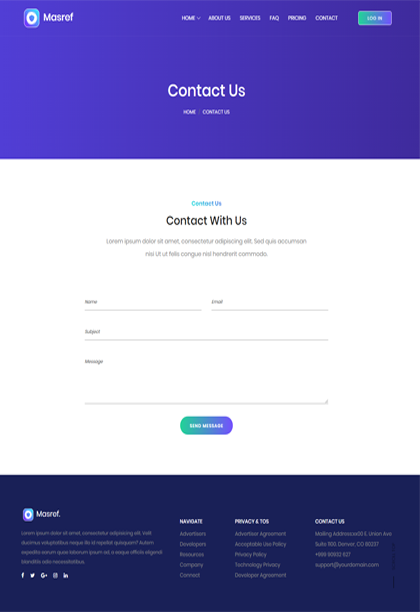 Masref
HOME ABOUT US SERVICES FAQ PRICING CONTACT LOG IN
Contact Us
HOME CONTACT US
Contact Us
Contact With Us
Lorem ipsum dolor sit amet, consectetur adipiscing elit. Sed quis accumsan
nisi Ut ut felis congue nisl hendrerit commodo.
Name Email
Subject
Message
SEND MESSAGE
Masref.
Lorem ipsum dolor sit amet, consectetur adipisicing elit. Velit
ducimus voluptatibus neque illo id repellat quisquam? Autem
expedita earum quae laborum ipsum ad, a eaque officiis eligendi
blanditiis odio necessitatibus.
NAVIGATE
Advertisers
Developers
Resources
Company
Connect
PRIVACY & TOS
Advertiser Agreement
Acceptable Use Policy
Privacy Policy
Technology Privacy
Developer Agreement
CONTACT US
Mailing Address:xx00 E. Union Ave
Suite 1100. Denver, CO 80237
+999 90932 627
support@yourdomain.com